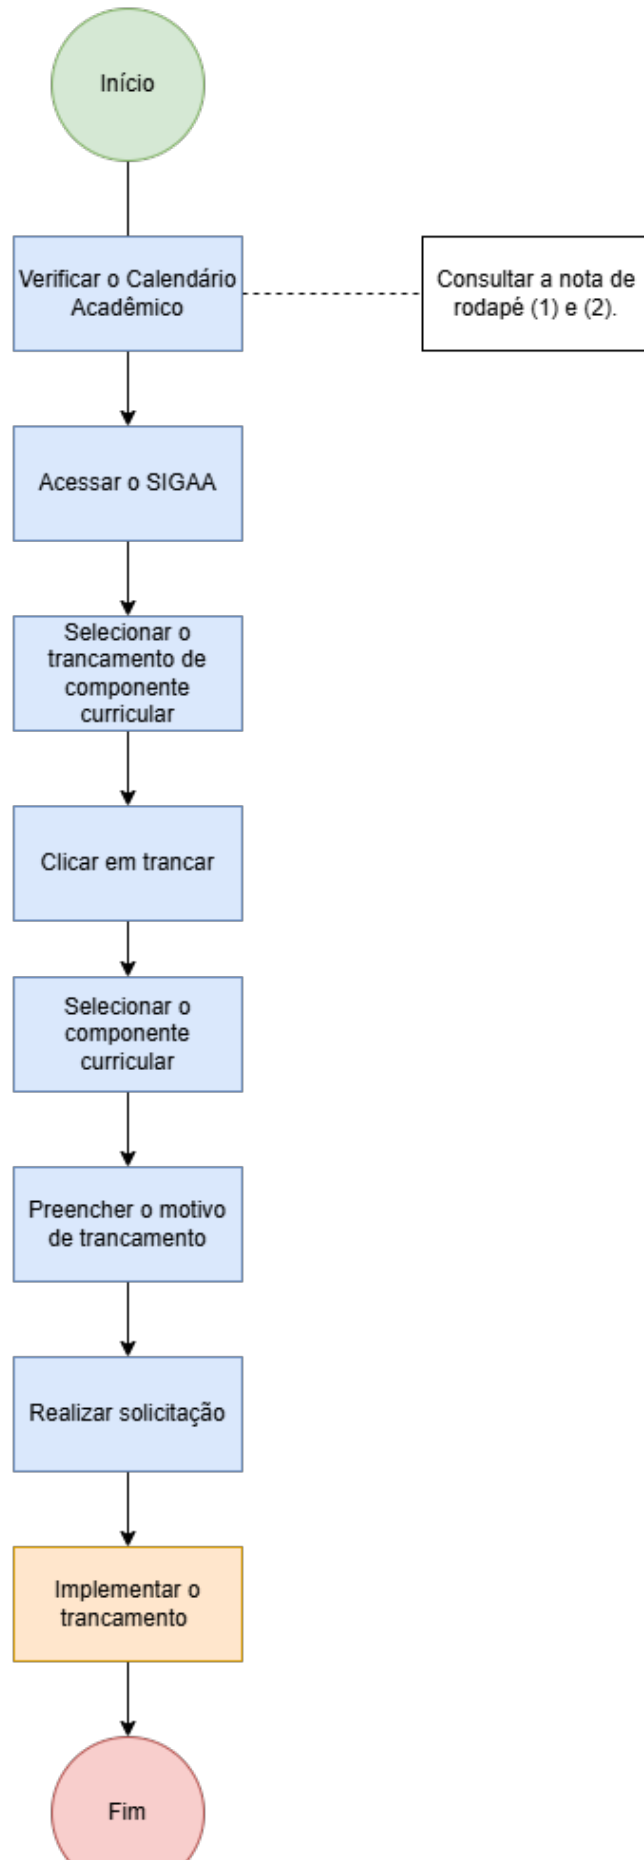 Início
Verificar o Calendário
Acadêmico
Consultar a nota de
rodapé (1) e (2).
Acessar o SIGAA
Selecionar o
trancamento de
componente
curricular
Clicar em trancar
Selecionar o
componente
curricular
Preencher o motivo
de trancamento
Realizar solicitação
Implementar o
trancamento
Fim